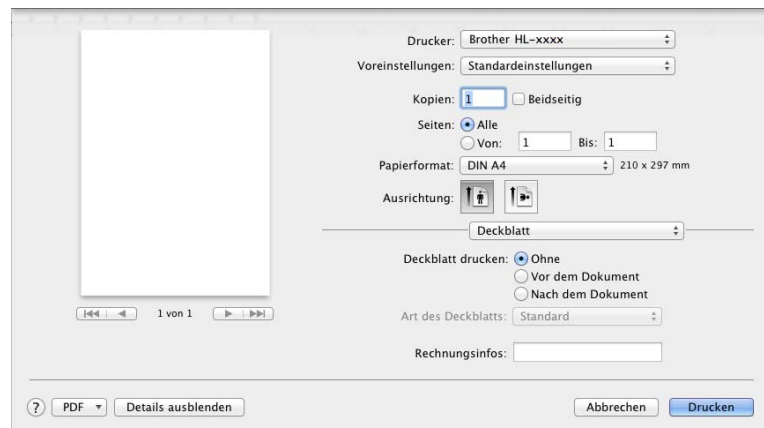 Drucker: Brother HL-xxxx
Voreinstellungen: Standardeinstellungen
Kopien: 1 Beidseitig
Seiten: Alle
Von: 1 Bis: 1
Papierformat: DIN A4 210 x 297 mm
Ausrichtung:
Deckblatt
Deckblatt drucken: Ohne
Vor dem Dokument
Nach dem Dokument
1 von 1
Art des Deckblatts: Standard
Rechnungsinfos:
? PDF Details ausblenden Abbrechen Drucken